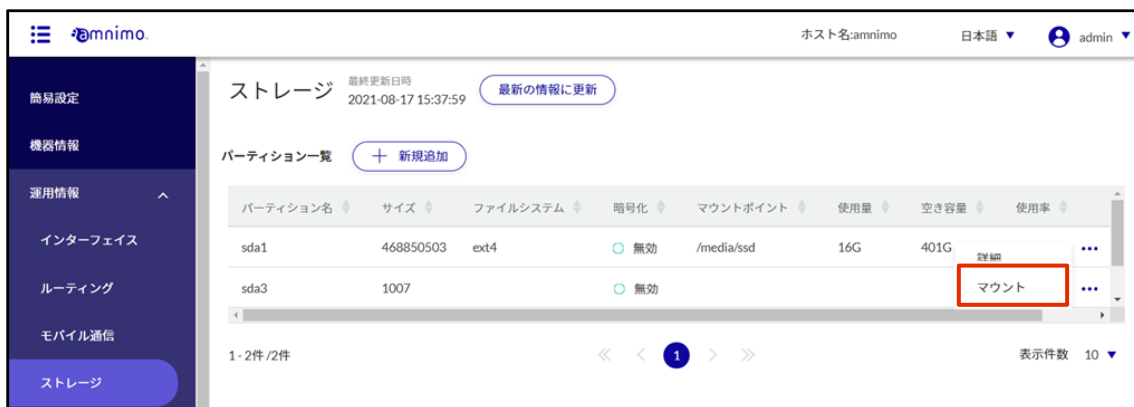 amnimo.
ホスト名:amnimo
日本語 ▼
admin ▼
簡易設定
機器情報
運用情報
インターフェイス
ルーティング
モバイル通信
ストレージ
ストレージ
最終更新日時
2021-08-17 15:37:59
最新の情報に更新
パーティション一覧
+ 新規追加
パーティション名 サイズ ファイルシステム 暗号化 マウントポイント 使用量 空き容量 使用率
sda1 468850503 ext4 無効 /media/ssd 16G 401G
詳細
マウント
sda3 1007 無効
1 - 2件 /2件
« < 1 > »
表示件数 10 ▼